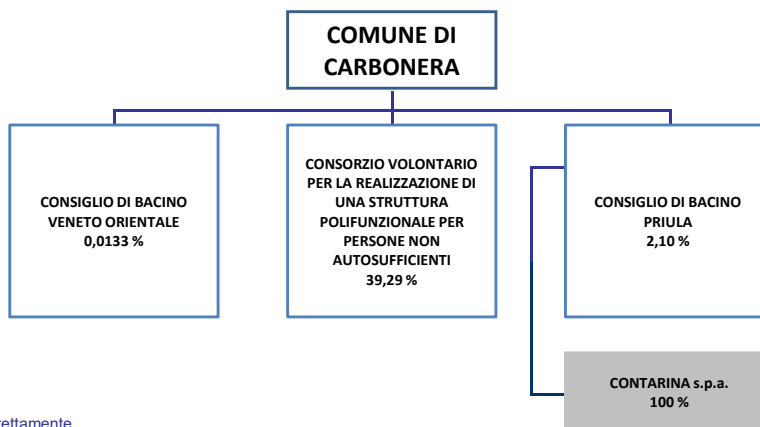 COMUNE DI
CARBONERA
CONSIGLIO DI BACINO
VENETO ORIENTALE
0,0133 %
CONSORZIO VOLONTARIO
PER LA REALIZZAZIONE DI
UNA STRUTTURA
POLIFUNZIONALE PER
PERSONE NON
AUTOSUFFICIENTI
39,29 %
CONSIGLIO DI BACINO
PRIULA
2,10 %
CONTARINA s.p.a.
100 %